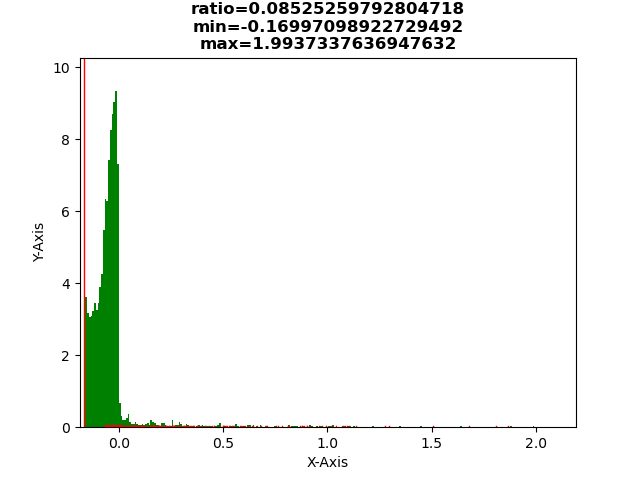 ratio=0.08525259792804718
min=-0.16997098922729492
max=1.9937337636947632
10
8
6
4
2
0
Y-Axis
0.0 0.5 1.0 1.5 2.0
X-Axis